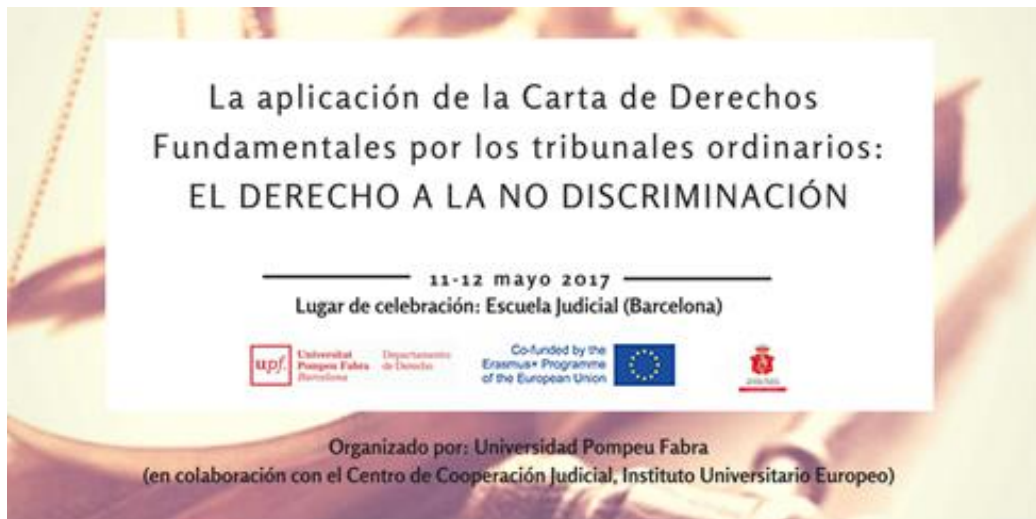 La aplicación de la Carta de Derechos
Fundamentales por los tribunales ordinarios:
EL DERECHO A LA NO DISCRIMINACIÓN
11-12 mayo 2017
Lugar de celebración: Escuela Judicial (Barcelona)
upf.
Universitat
Pompeu Fabra
Barcelona
Departamento
de Derecho
Co-funded by the
Erasmus+ Programme
of the European Union
Organizado por: Universidad Pompeu Fabra
(en colaboración con el Centro de Cooperación Judicial, Instituto Universitario Europeo)